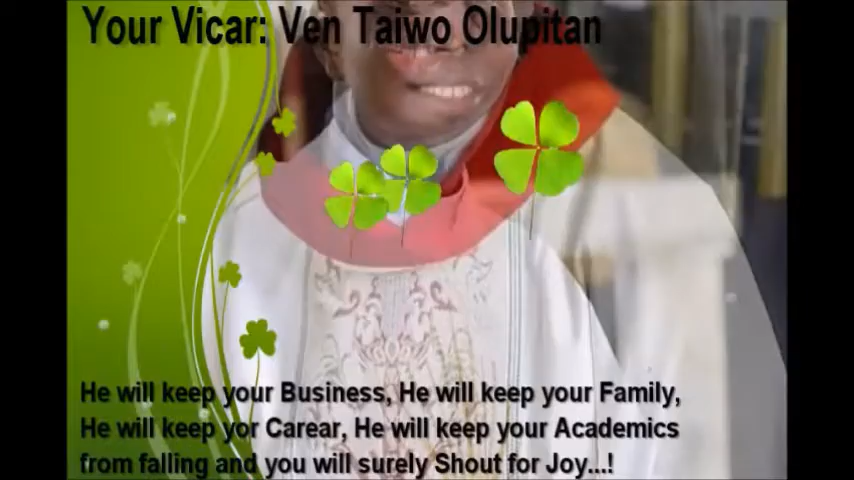 Your Vicar: Ven Taiwo Olupitan
He will keep your Business, He will keep your Family,
He will keep yor Carear, He will keep your Academics
from falling and you will surely Shout for Joy...!